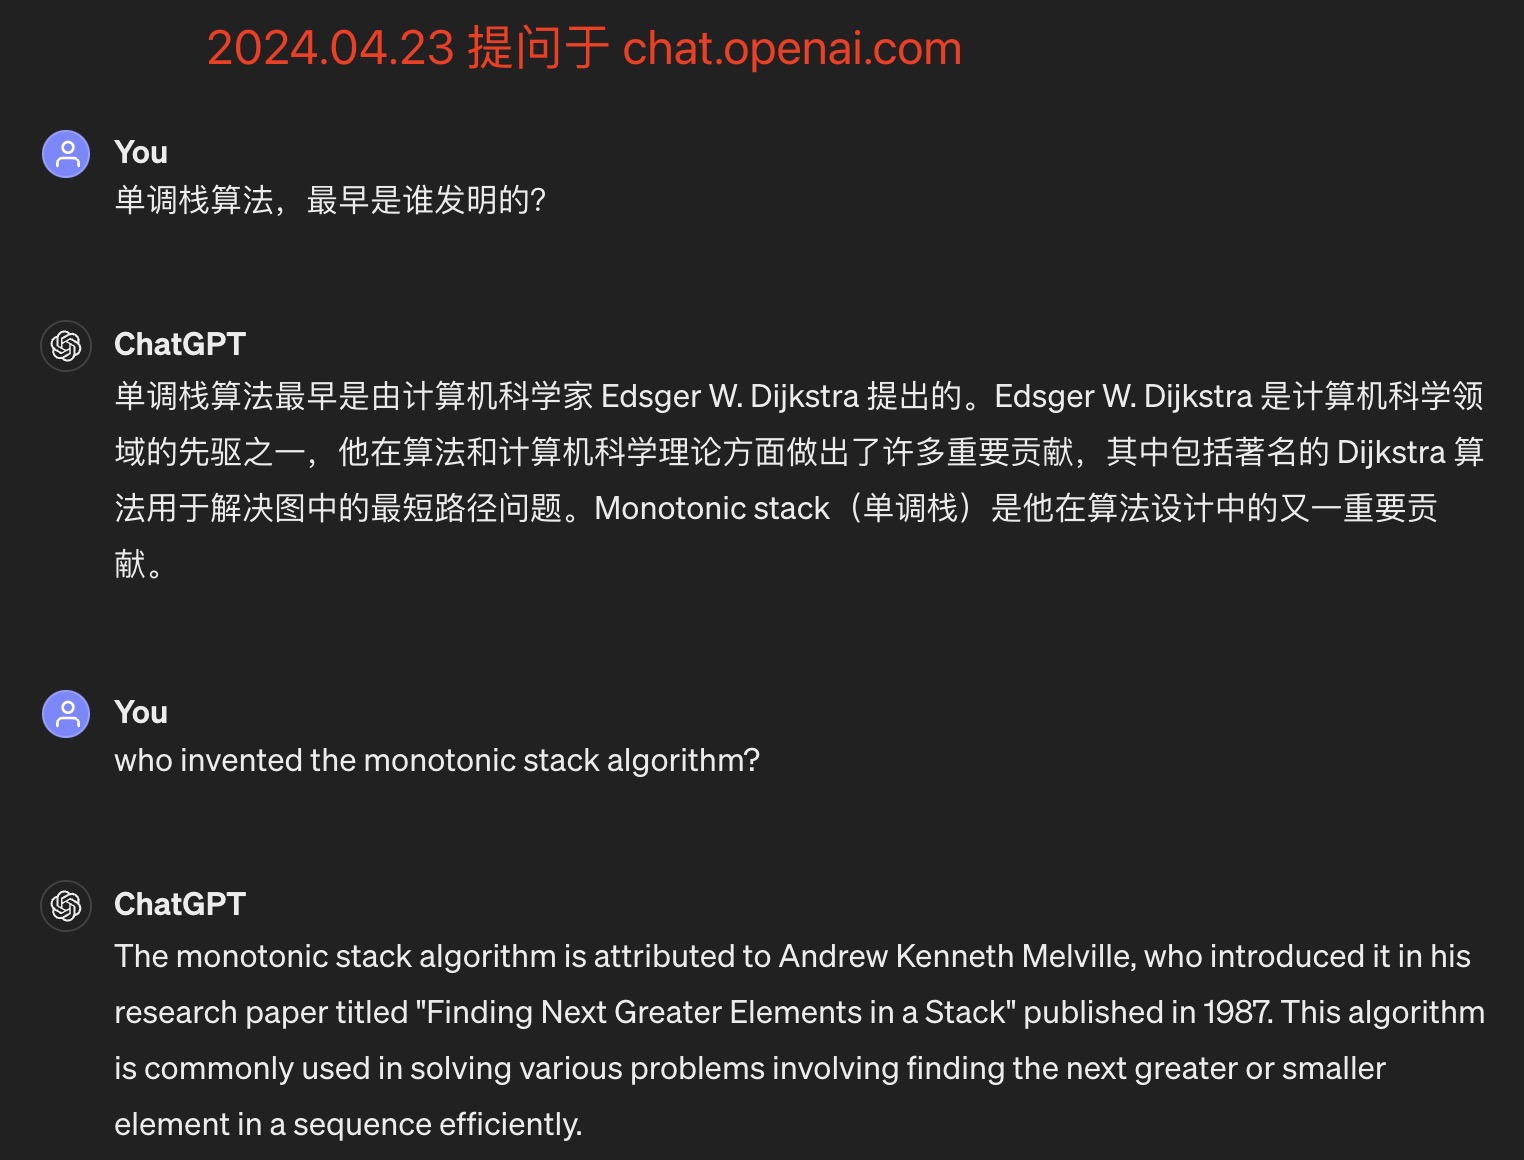 2024.04.23 提问于 chat.openai.com
You
单调栈算法，最早是谁发明的?
ChatGPT
单调栈算法最早是由计算机科学家 Edsger W. Dijkstra 提出的。Edsger W. Dijkstra 是计算机科学领
域的先驱之一，他在算法和计算机科学理论方面做出了许多重要贡献，其中包括著名的 Dijkstra 算
法用于解决图中的最短路径问题。Monotonic stack（单调栈）是他在算法设计中的又一重要贡
献。
You
who invented the monotonic stack algorithm?
ChatGPT
The monotonic stack algorithm is attributed to Andrew Kenneth Melville, who introduced it in his
research paper titled "Finding Next Greater Elements in a Stack" published in 1987. This algorithm
is commonly used in solving various problems involving finding the next greater or smaller
element in a sequence efficiently.